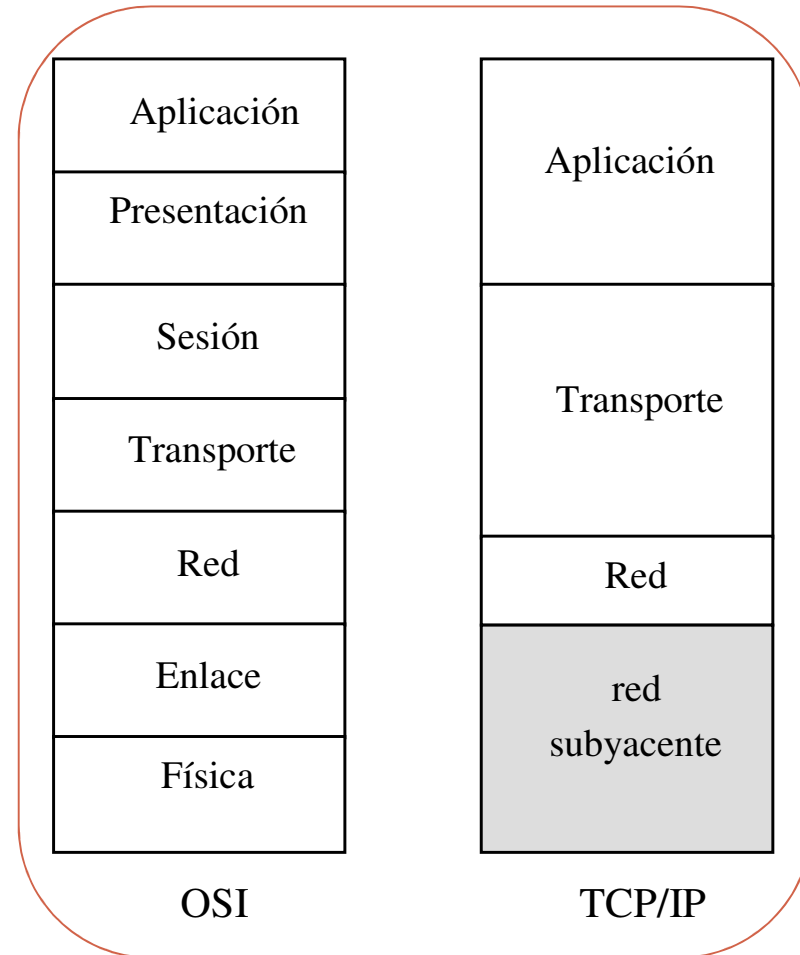 Aplicación
Presentación
Sesión
Transporte
Red
Enlace
Física
OSI
Aplicación
Transporte
Red
red
subyacente
TCP/IP